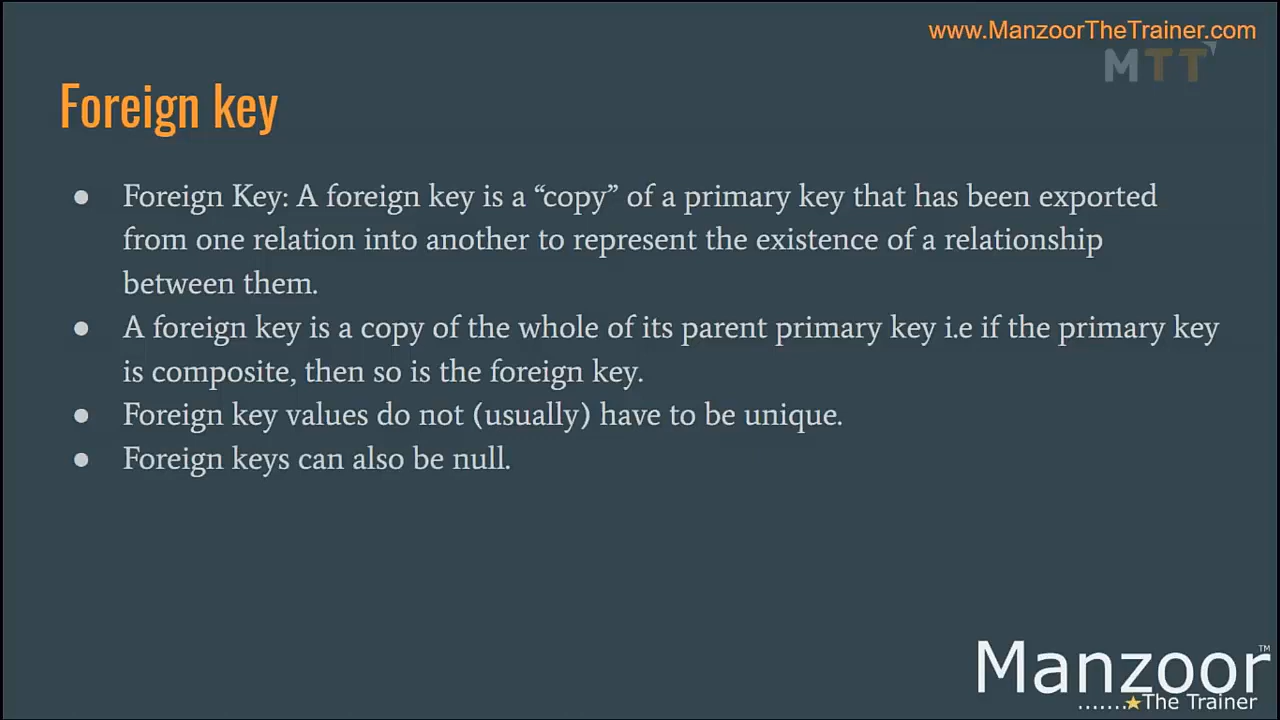 www.ManzoorTheTrainer.com
MTT
Foreign key
● Foreign Key: A foreign key is a “copy” of a primary key that has been exported
from one relation into another to represent the existence of a relationship
between them.
● A foreign key is a copy of the whole of its parent primary key i.e if the primary key
is composite, then so is the foreign key.
● Foreign key values do not (usually) have to be unique.
● Foreign keys can also be null.
Manzoor™
.......★The Trainer